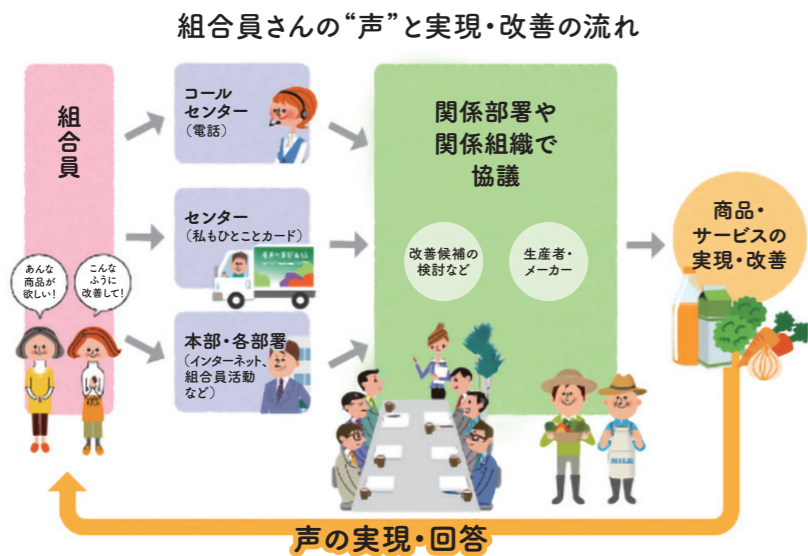 組合員さんの“声”と実現・改善の流れ
組合員
あんな
商品が
欲しい!
こんな
ふうに
改善して!
コール
センター
(電話)
センター
(私もひとことカード)
本部・各部署
(インターネット、
組合員活動
など)
関係部署や
関係組織で
協議
改善候補の
検討など
生産者・
メーカー
MILK
商品・
サービスの
実現・改善
声の実現・回答